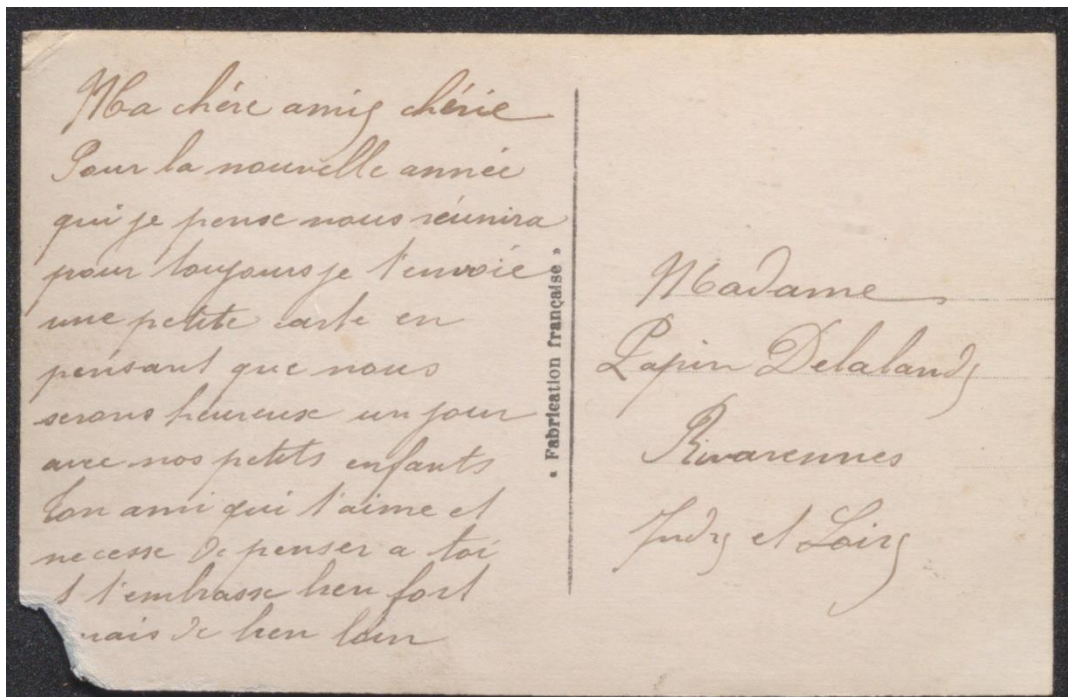 Ma chère amie chérie
Pour la nouvelle année
qui je pense nous réunira
pour toujours je t'envoie
une petite carte en
pensant que nous
serons heureux un jour
avec nos petits enfants
Ton ami qui t'aime et
ne cesse de penser a toi
t'embrasse bien fort
mais de bien loin
« Fabrication française »
Madame
Papin Delalande
Rivarennes
Indre et Loire